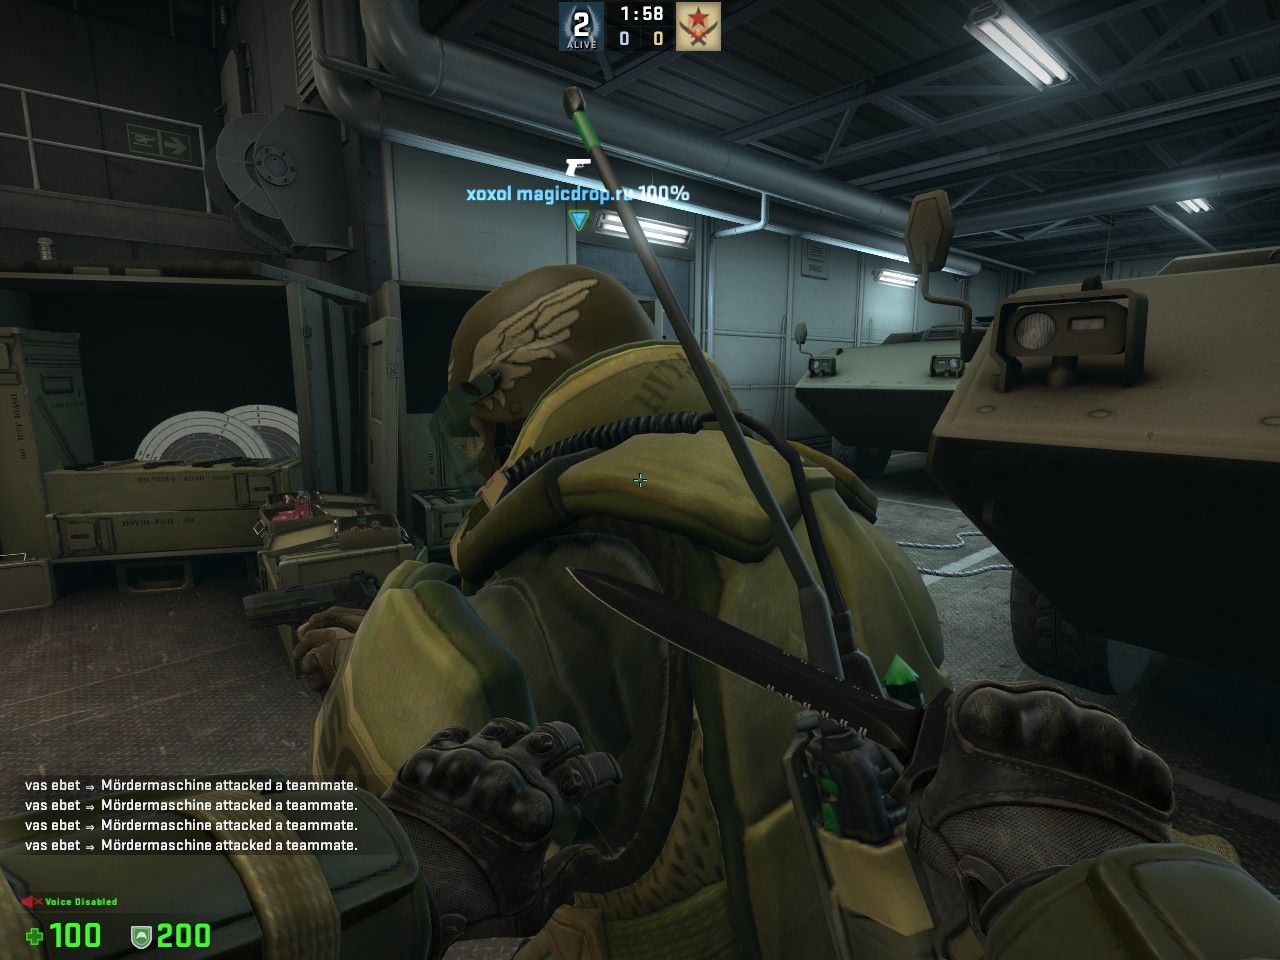 2
ALIVE
1:58
0 0
xoxol magicdrop.ru 100%
vas ebet ⇒ Mördermaschine attacked a teammate.
vas ebet ⇒ Mördermaschine attacked a teammate.
vas ebet ⇒ Mördermaschine attacked a teammate.
vas ebet ⇒ Mördermaschine attacked a teammate.
Voice Disabled
100 200